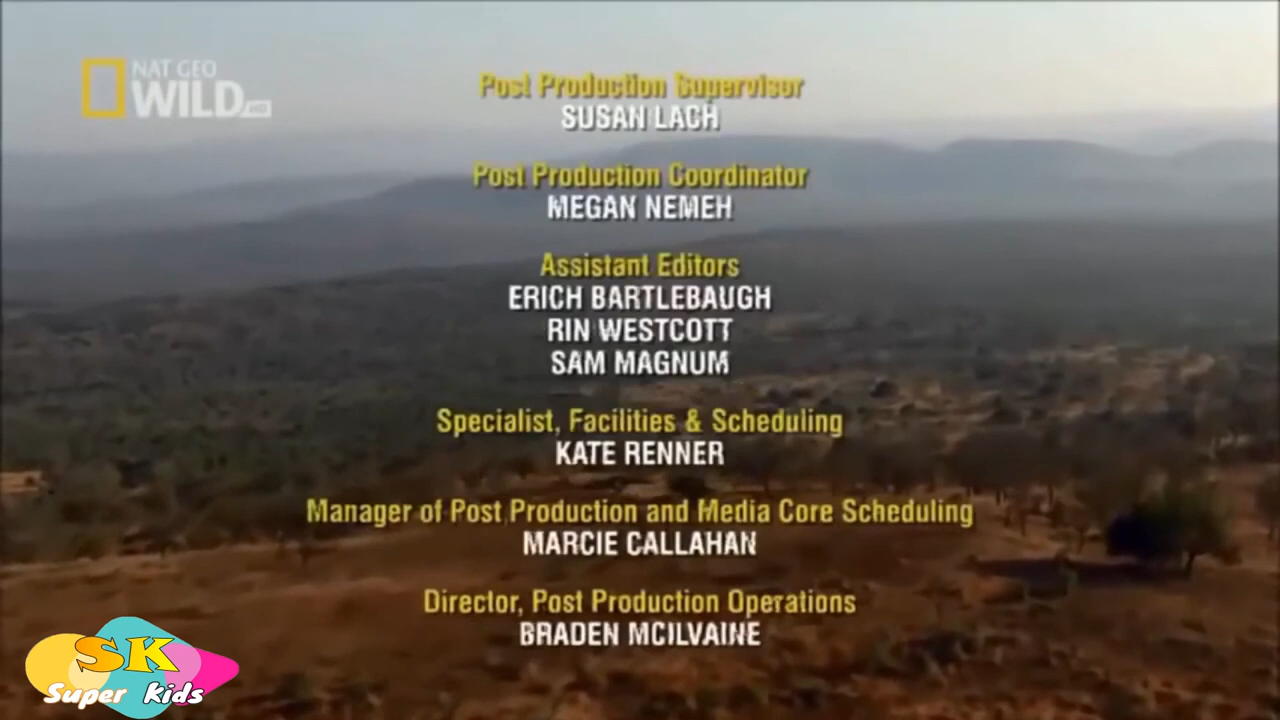 NAT GEO
WILD HD
Post Production Supervisor
SUSAN LACH
Post Production Coordinator
MEGAN NEMEH
Assistant Editors
ERICH BARTLEBAUGH
RIN WESTCOTT
SAM MAGNUM
Specialist, Facilities & Scheduling
KATE RENNER
Manager of Post Production and Media Core Scheduling
MARCIE CALLAHAN
Director, Post Production Operations
BRADEN MCILVAINE
SK
Super Kids